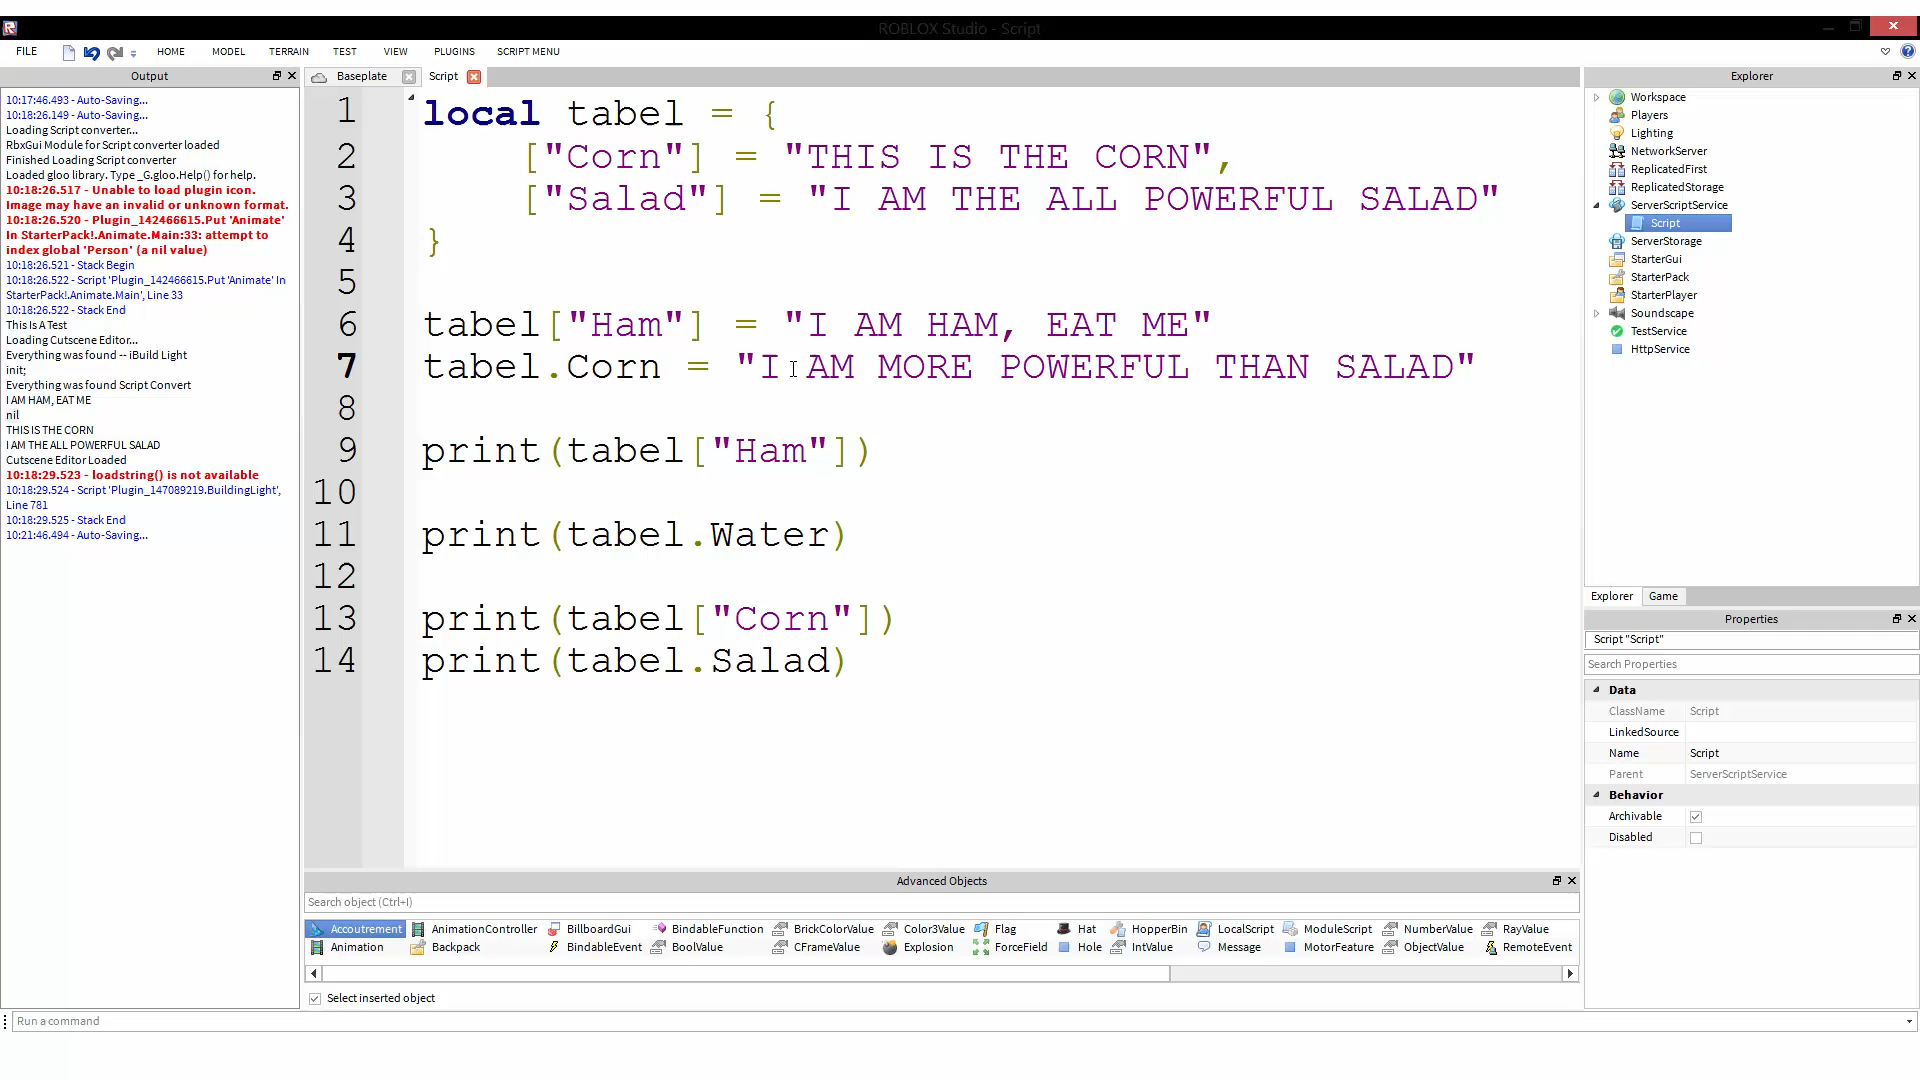 ROBLOX Studio - Script
FILE HOME MODEL TERRAIN TEST VIEW PLUGINS SCRIPT MENU
Output
10:17:46.493 - Auto-Saving...
10:18:26.149 - Auto-Saving...
Loading Script converter...
RbxGui Module for Script converter loaded
Finished Loading Script converter
Loaded gloo library. Type _G.gloo.Help() for help.
10:18:26.517 - Unable to load plugin icon.
Image may have an invalid or unknown format.
10:18:26.520 - Plugin_142466615.Put 'Animate'
In StarterPack!.Animate.Main:33: attempt to
index global 'Person' (a nil value)
10:18:26.521 - Stack Begin
10:18:26.522 - Script 'Plugin_142466615.Put 'Animate' In
StarterPack!.Animate.Main', Line 33
10:18:26.522 - Stack End
This Is A Test
Loading Cutscene Editor...
Everything was found -- iBuild Light
init;
Everything was found Script Convert
I AM HAM, EAT ME
nil
THIS IS THE CORN
I AM THE ALL POWERFUL SALAD
Cutscene Editor Loaded
10:18:29.523 - loadstring() is not available
10:18:29.524 - Script 'Plugin_147089219.BuildingLight',
Line 781
10:18:29.525 - Stack End
10:21:46.494 - Auto-Saving...
Baseplate Script
1 local tabel = {
2 ["Corn"] = "THIS IS THE CORN",
3 ["Salad"] = "I AM THE ALL POWERFUL SALAD"
4 }
5
6 tabel["Ham"] = "I AM HAM, EAT ME"
7 tabel.Corn = "I AM MORE POWERFUL THAN SALAD"
8
9 print(tabel["Ham"])
10
11 print(tabel.Water)
12
13 print(tabel["Corn"])
14 print(tabel.Salad)
Advanced Objects
Search object (Ctrl+I)
Accoutrement AnimationController BillboardGui BindableFunction BrickColorValue Color3Value Flag Hat HopperBin LocalScript ModuleScript NumberValue RayValue
Animation Backpack BindableEvent BoolValue CFrameValue Explosion ForceField Hole IntValue Message MotorFeature ObjectValue RemoteEvent
Select inserted object
Run a command
Explorer
Workspace
Players
Lighting
NetworkServer
ReplicatedFirst
ReplicatedStorage
ServerScriptService
Script
ServerStorage
StarterGui
StarterPack
StarterPlayer
Soundscape
TestService
HttpService
Explorer Game
Properties
Script "Script"
Search Properties
Data
ClassName Script
LinkedSource
Name Script
Parent ServerScriptService
Behavior
Archivable
Disabled